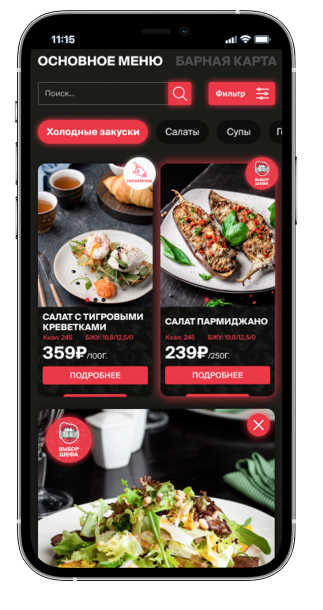 11:15
ОСНОВНОЕ МЕНЮ БАРНАЯ КАРТА
Поиск...
Фильтр
Холодные закуски Салаты Супы
ПОПУЛЯРНОЕ
ВЫБОР
ШЕФА
САЛАТ С ТИГРОВЫМИ
КРЕВЕТКАМИ
Ккал: 245 БЖУ: 19,8/12,5/0
359₽/100Г.
ПОДРОБНЕЕ
САЛАТ ПАРМИДЖАНО
Ккал: 245 БЖУ: 19,8/12,5/0
239₽/250Г.
ПОДРОБНЕЕ
ВЫБОР
ШЕФА